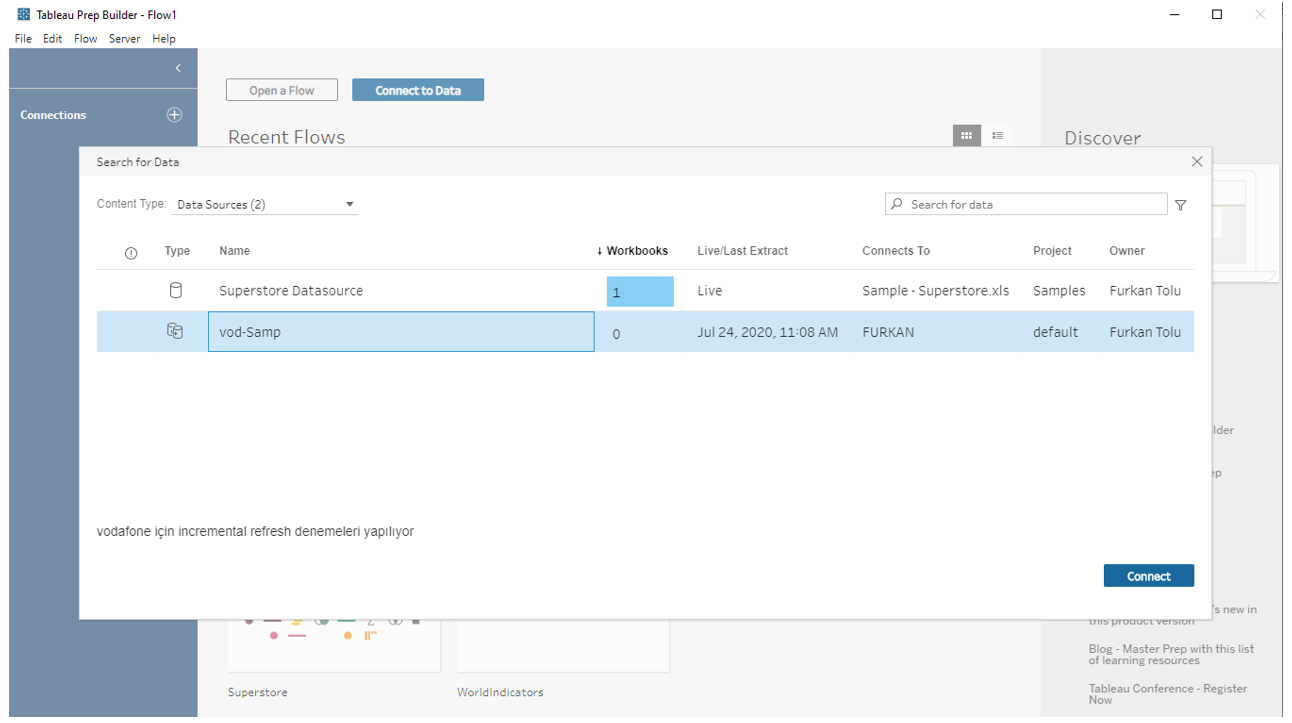 Tableau Prep Builder - Flow1
File Edit Flow Server Help
Connections
Open a Flow Connect to Data
Recent Flows
Discover
Search for Data
Content Type: Data Sources (2)
Search for data
Type Name ↓ Workbooks Live/Last Extract Connects To Project Owner
Superstore Datasource 1 Live Sample - Superstore.xls Samples Furkan Tolu
vod-Samp 0 Jul 24, 2020, 11:08 AM FURKAN default Furkan Tolu
lder
ep
vodafone için incremental refresh denemeleri yapılıyor
Connect
's new in
this product version
Blog - Master Prep with this list
of learning resources
Superstore
WorldIndicators
Tableau Conference - Register
Now